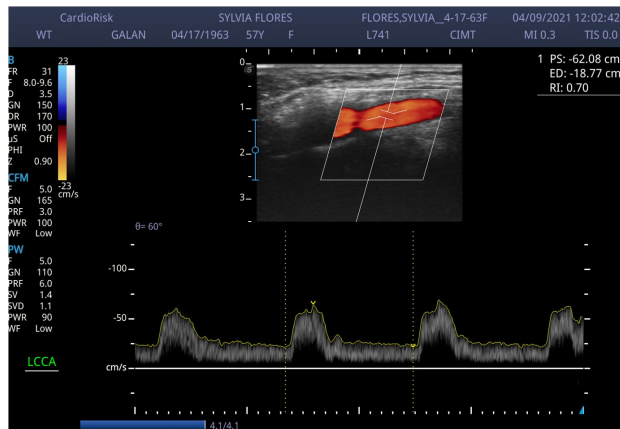 CardioRisk SYLVIA FLORES FLORES,SYLVIA__4-17-63F 04/09/2021 12:02:42
WT GALAN 04/17/1963 57Y F L741 CIMT MI 0.3 TIS 0.0
B
FR 31
F 8.0-9.6
D 3.5
GN 150
DR 170
PWR 100
µS Off
PHI
Z 0.90
CFM
F 5.0
GN 165
PRF 3.0
PWR 100
WF Low
PW
F 5.0
GN 110
PRF 6.0
SV 1.4
SVD 1.1
PWR 90
WF Low
LCCA
23
-23
cm/s
0
1
2
3
1 PS: -62.08 cm
ED: -18.77 cm
RI: 0.70
θ= 60°
-100
-50
cm/s
4.1/4.1